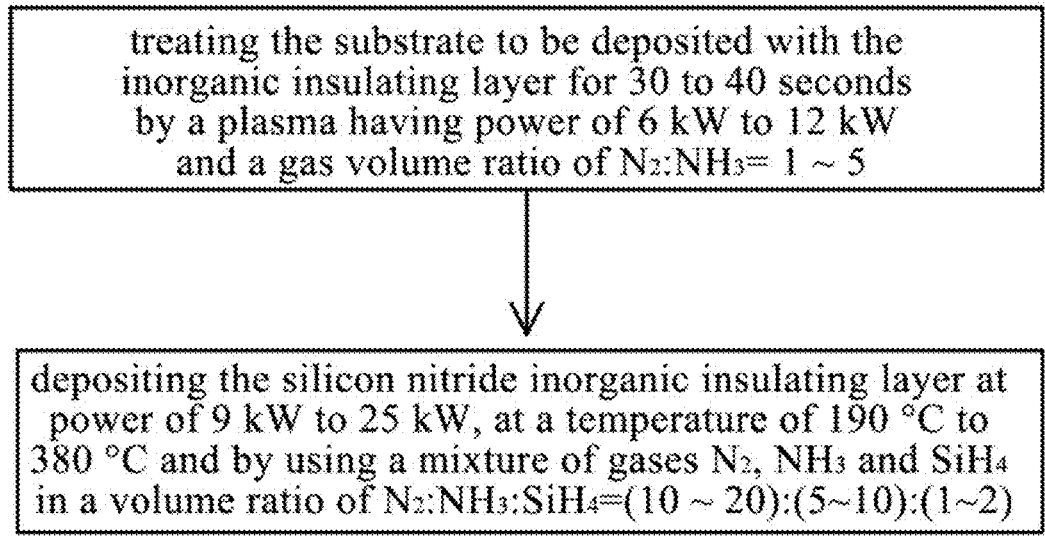 treating the substrate to be deposited with the
inorganic insulating layer for 30 to 40 seconds
by a plasma having power of 6 kW to 12 kW
and a gas volume ratio of N₂:NH₃= 1 ~ 5
depositing the silicon nitride inorganic insulating layer at
power of 9 kW to 25 kW, at a temperature of 190 °C to
380 °C and by using a mixture of gases N₂, NH₃ and SiH₄
in a volume ratio of N₂:NH₃:SiH₄=(10 ~ 20):(5~10):(1~2)